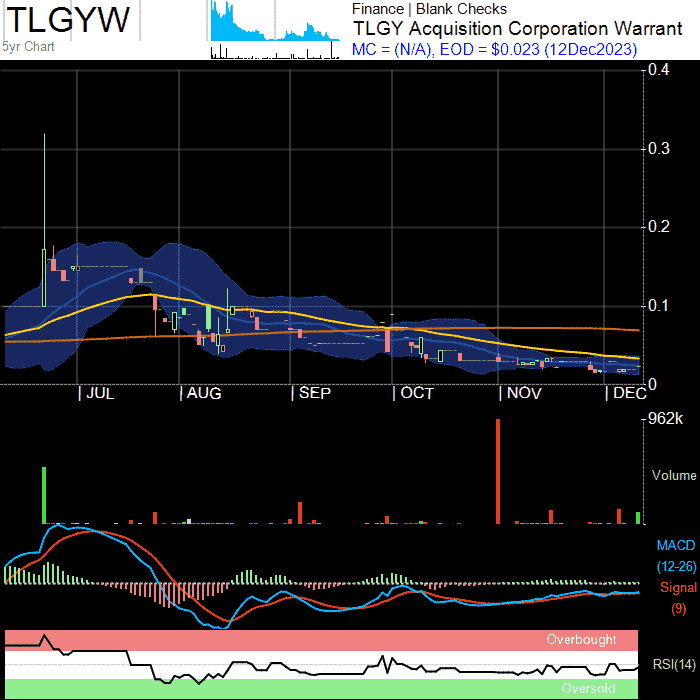 TLGYW
5yr Chart
Finance | Blank Checks
TLGY Acquisition Corporation Warrant
MC = (N/A), EOD = $0.023 (12Dec2023)
0.4
0.3
0.2
0.1
0
JUL
AUG
SEP
OCT
NOV
DEC
962k
Volume
MACD
(12-26)
Signal
(9)
Overbought
RSI(14)
Oversold